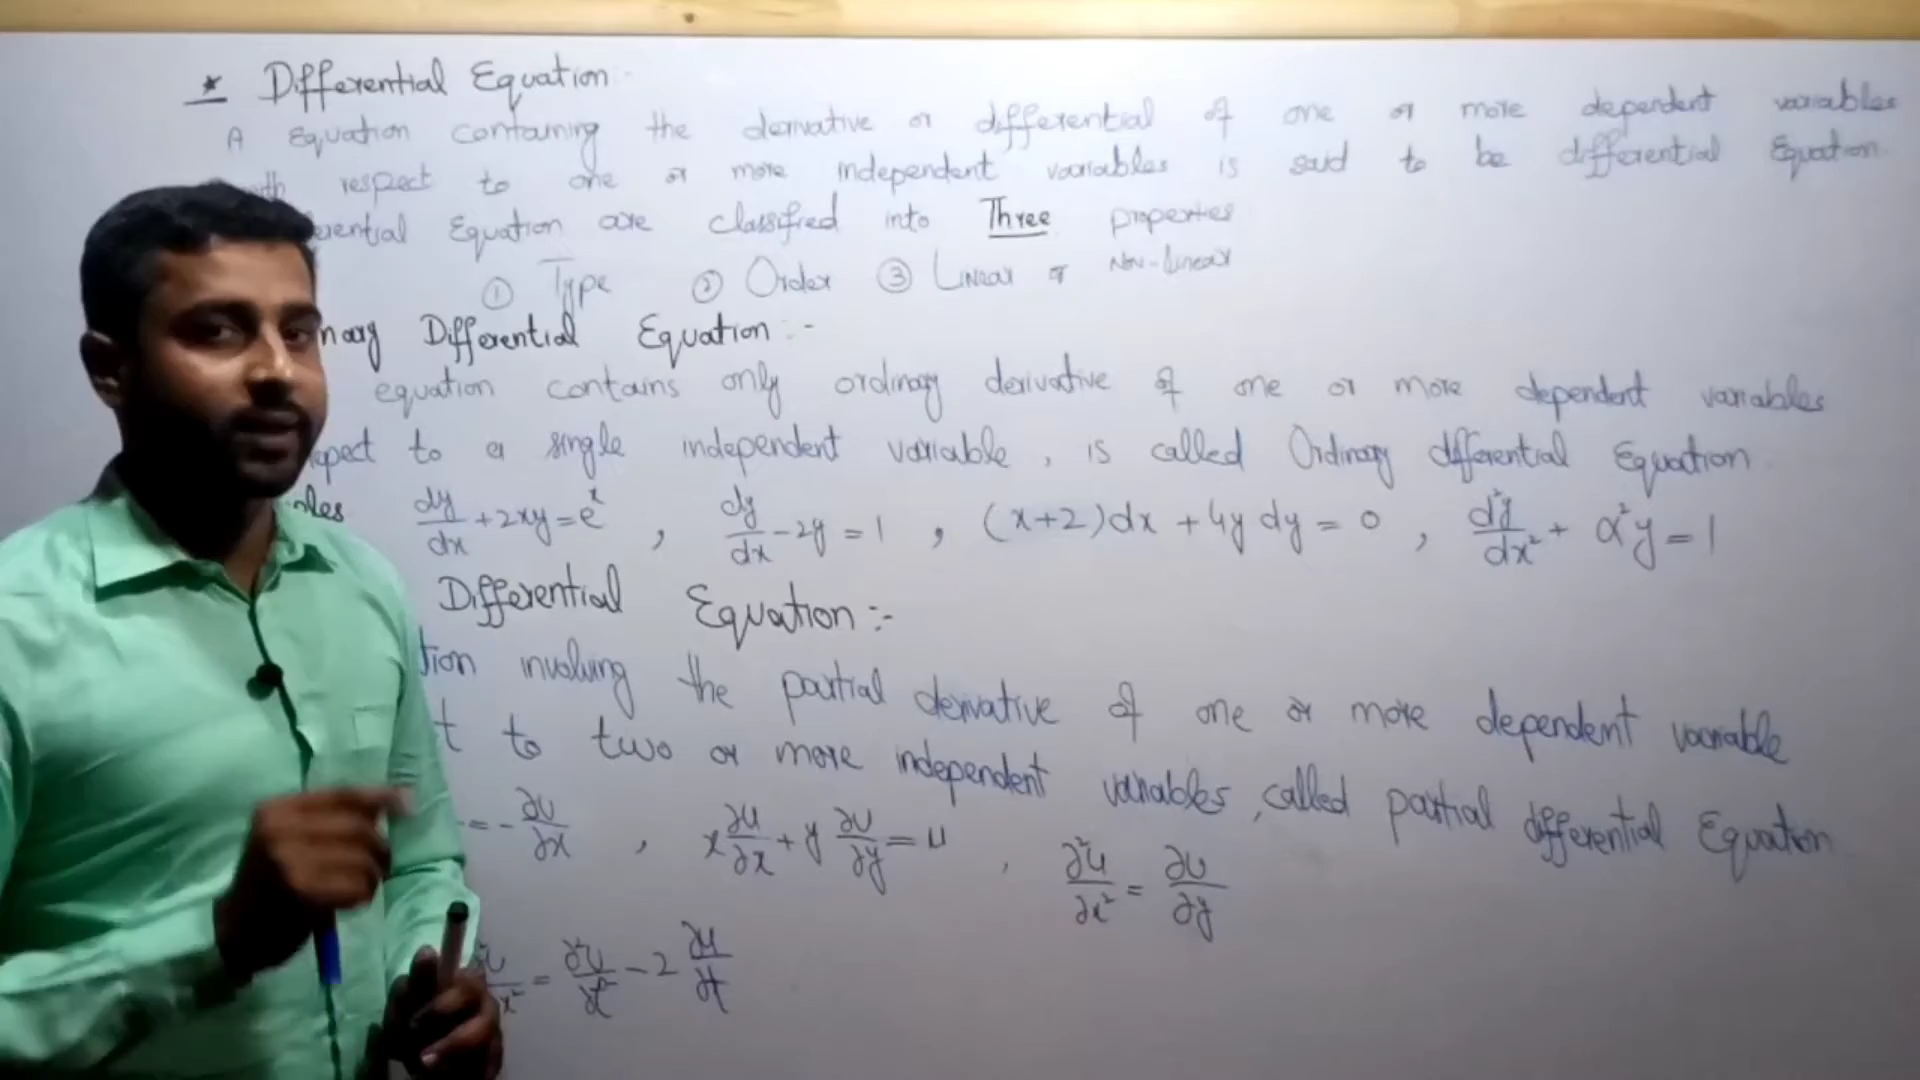 * Differential Equation:
A Equation containing the derivative or differential of one or more dependent variables
respect to one or more independent variables is said to be differential Equation.
erential Equation are classified into Three properties
① Type ② Order ③ Linear or Non-linear
nary Differential Equation :-
equation contains only ordinary derivative of one or more dependent variables
spect to a single independent variable, is called Ordinary differential Equation
ples dy/dx + 2xy = e^x , dy/dx - 2y = 1 , (x+2)dx + 4y dy = 0 , d²y/dx² + α²y = 1
Differential Equation :-
tion involving the partial derivative of one or more dependent variable
t to two or more independent variables, called partial differential Equation
= - ∂v/∂x , x ∂u/∂x + y ∂u/∂y = u , ∂²u/∂x² = ∂v/∂y
= ∂²u/∂t² - 2 ∂u/∂t